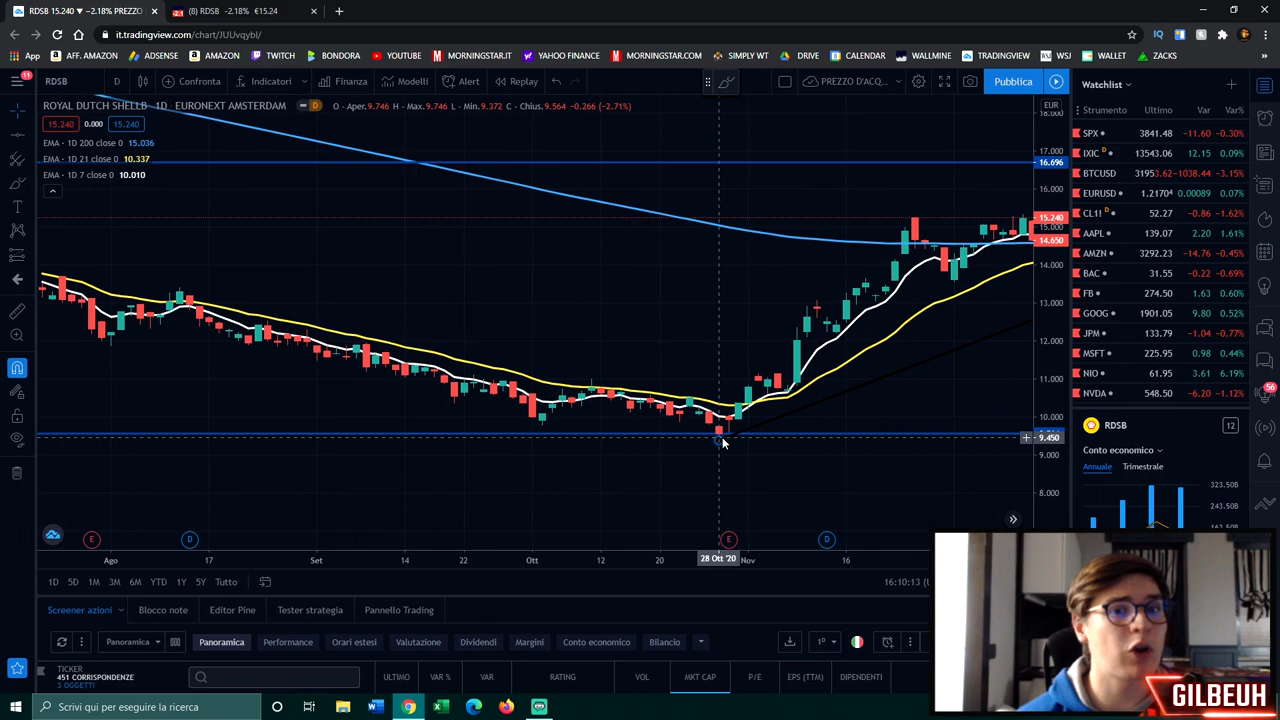 RDSB 15.240 ▼ −2.18% PREZZO
(8) RDSB -2.18% €15.24
it.tradingview.com/chart/JUUvqybl/
App
AFF. AMAZON
ADSENSE
AMAZON
TWITCH
BONDORA
YOUTUBE
MORNINGSTAR.IT
YAHOO FINANCE
MORNINGSTAR.COM
SIMPLY WT
DRIVE
CALENDAR
WALLMINE
TRADINGVIEW
WSJ
WALLET
ZACKS
11
RDSB
D
Confronta
Indicatori
Finanza
Modelli
Alert
Replay
PREZZO D'ACQ...
Pubblica
ROYAL DUTCH SHELLB · 1D · EURONEXT AMSTERDAM
D
O - Aper.9.746 H - Max.9.746 L - Min.9.372 C - Chius.9.564 -0.266 (-2.71%)
15.240 0.000 15.240
EMA · 1D 200 close 0 15.036
EMA · 1D 21 close 0 10.337
EMA · 1D 7 close 0 10.010
EUR
18.000
17.000
16.696
16.000
15.240
15.000
14.650
14.000
13.000
12.000
11.000
10.000
9.450
9.000
8.000
E
D
E
D
Ago
17
Set
14
22
Ott
12
20
28 Ott '20
Nov
16
1D 5D 1M 3M 6M YTD 1Y 5Y Tutto
16:10:13 (U
Screener azioni
Blocco note
Editor Pine
Tester strategia
Pannello Trading
Panoramica
Panoramica
Performance
Orari estesi
Valutazione
Dividendi
Margini
Conto economico
Bilancio
1°
TICKER
451 CORRISPONDENZE
3 OGGETTI
ULTIMO
VAR %
VAR
RATING
VOL
MKT CAP
P/E
EPS (TTM)
DIPENDENTI
Watchlist
Strumento Ultimo Var Var%
SPX 3841.48 −11.60 −0.30%
IXIC D 13543.06 12.15 0.09%
BTCUSD 31953.62 −1038.44 −3.15%
EURUSD 1.21704 0.00089 0.07%
CL1! D 52.27 −0.86 −1.62%
AAPL 139.07 2.20 1.61%
AMZN 3292.23 −14.76 −0.45%
BAC 31.55 −0.22 −0.69%
FB 274.50 1.63 0.60%
GOOG 1901.05 9.80 0.52%
JPM 133.79 −1.04 −0.77%
MSFT 225.95 0.98 0.44%
NIO 61.95 3.61 6.19%
NVDA 548.50 −6.20 −1.12%
56
RDSB
12
Conto economico
Annuale
Trimestrale
323.50B
243.00B
GILBEUH
Scrivi qui per eseguire la ricerca